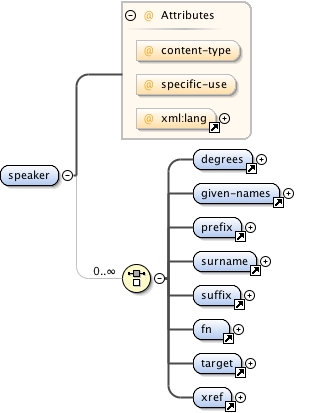 Attributes
@ content-type
@ specific-use
@ xml:lang
speaker
degrees
given-names
prefix
surname
0..∞
suffix
fn
target
xref